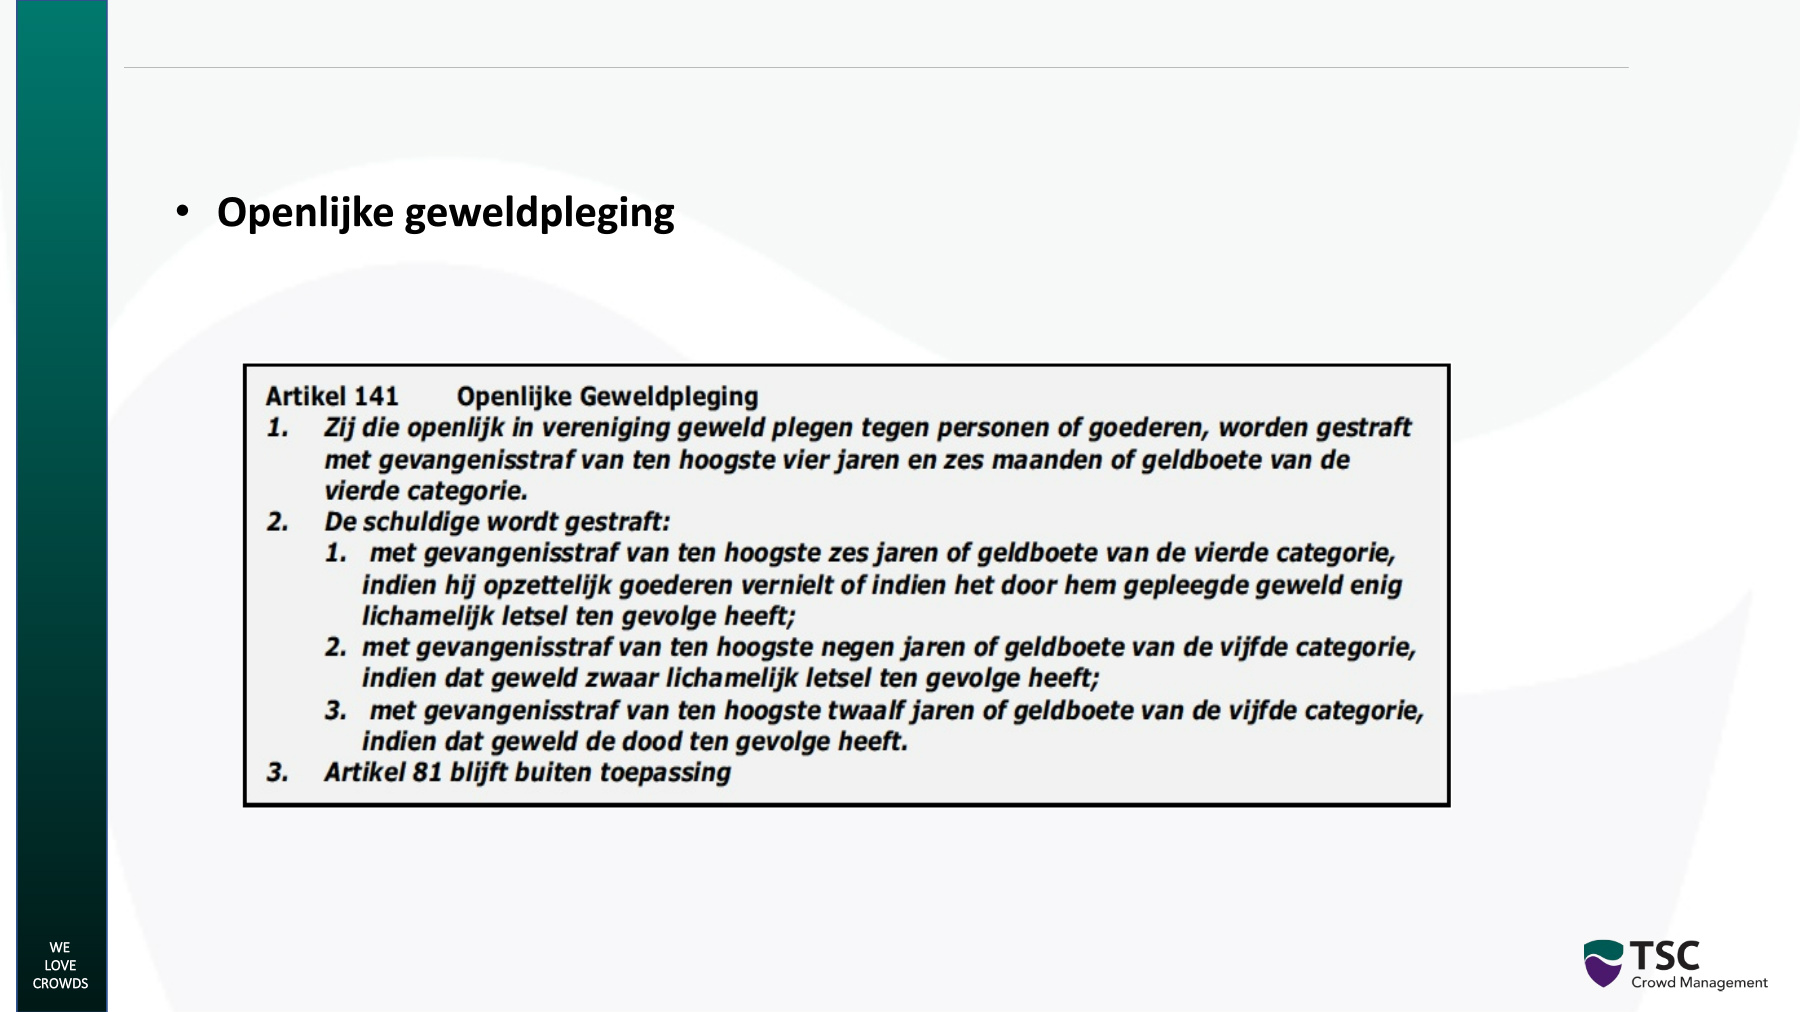 • Openlijke geweldpleging
Artikel 141 Openlijke Geweldpleging
1. Zij die openlijk in vereniging geweld plegen tegen personen of goederen, worden gestraft
met gevangenisstraf van ten hoogste vier jaren en zes maanden of geldboete van de
vierde categorie.
2. De schuldige wordt gestraft:
1. met gevangenisstraf van ten hoogste zes jaren of geldboete van de vierde categorie,
indien hij opzettelijk goederen vernielt of indien het door hem gepleegde geweld enig
lichamelijk letsel ten gevolge heeft;
2. met gevangenisstraf van ten hoogste negen jaren of geldboete van de vijfde categorie,
indien dat geweld zwaar lichamelijk letsel ten gevolge heeft;
3. met gevangenisstraf van ten hoogste twaalf jaren of geldboete van de vijfde categorie,
indien dat geweld de dood ten gevolge heeft.
3. Artikel 81 blijft buiten toepassing
WE
LOVE
CROWDS
TSC
Crowd Management